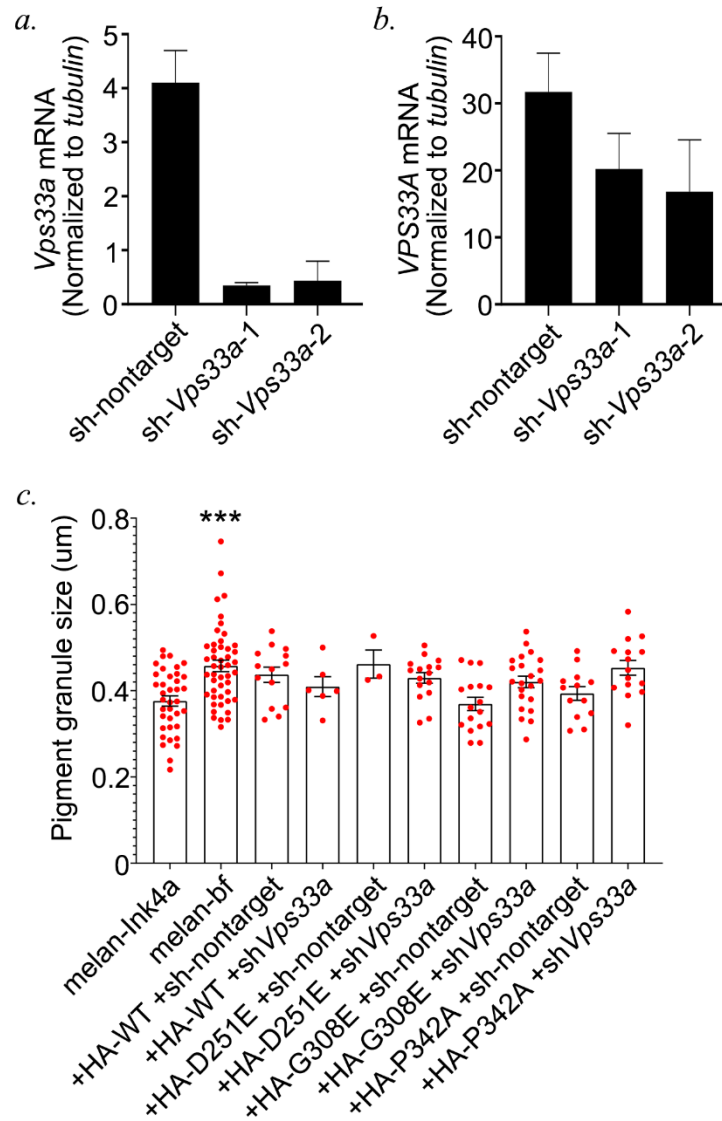 a.
Vps33a mRNA
(Normalized to tubulin)
5
4
3
2
1
0
sh-nontarget
sh-Vps33a-1
sh-Vps33a-2
b.
VPS33A mRNA
(Normalized to tubulin)
40
30
20
10
0
sh-nontarget
sh-Vps33a-1
sh-Vps33a-2
c.
Pigment granule size (um)
0.8
0.6
0.4
0.2
0
***
melan-Ink4a
melan-bf
+HA-WT +sh-nontarget
+HA-WT +shVps33a
+HA-D251E +sh-nontarget
+HA-D251E +shVps33a
+HA-G308E +sh-nontarget
+HA-G308E +shVps33a
+HA-P342A +sh-nontarget
+HA-P342A +shVps33a